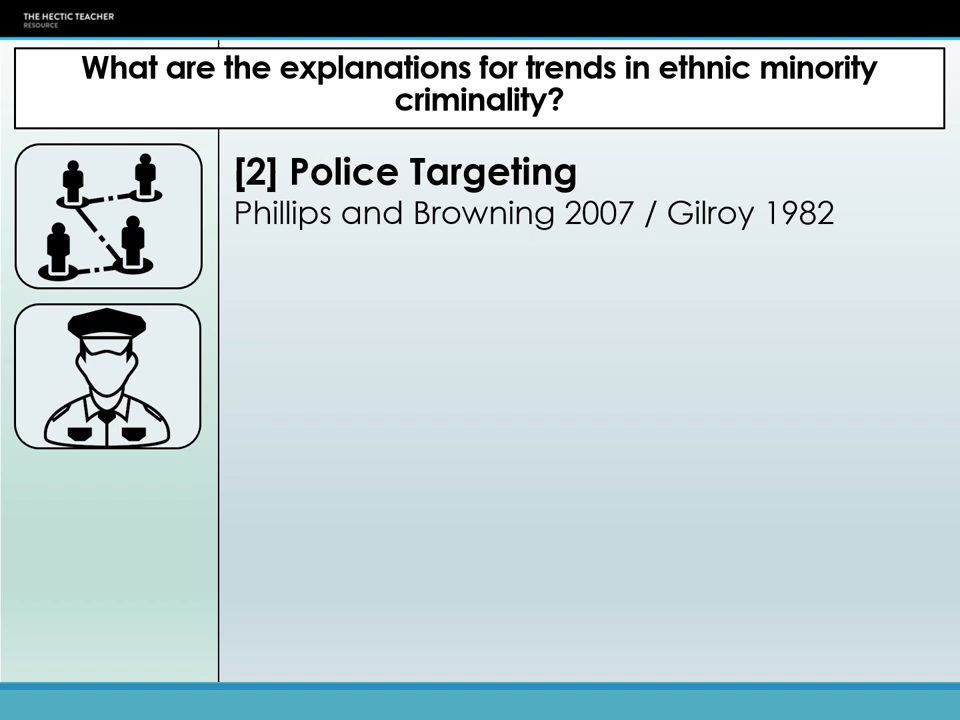 THE HECTIC TEACHER
RESOURCE
What are the explanations for trends in ethnic minority
criminality?
[2] Police Targeting
Phillips and Browning 2007 / Gilroy 1982